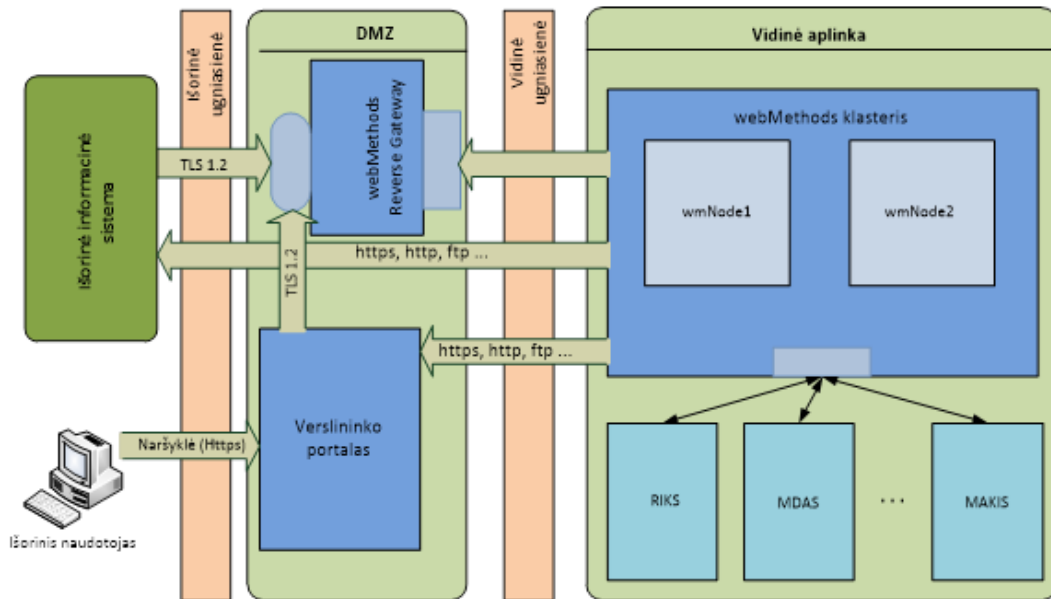 DMZ
Vidinė aplinka
Išorinė
ugniasienė
Vidinė
ugniasienė
webMethods
Reverse Gateway
webMethods klasteris
wmNode1
wmNode2
Išorinė informacinė
sistema
TLS 1.2
https, http, ftp ...
TLS 1.2
https, http, ftp ...
Verslininko
portalas
Naršyklė (Https)
Išorinis naudotojas
RIKS
MDAS
...
MAKIS